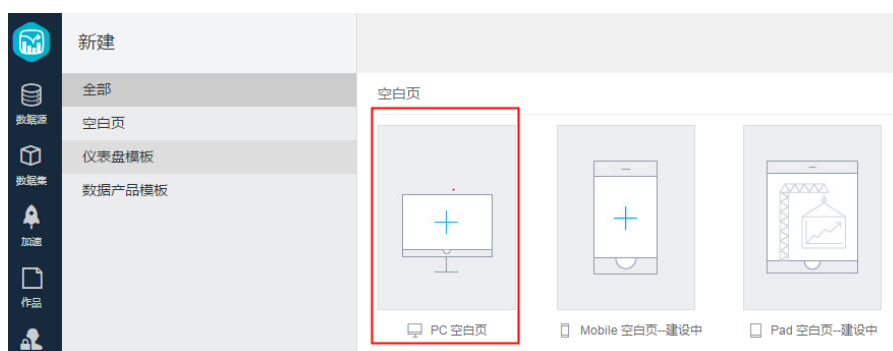 新建
全部
空白页
仪表盘模板
数据产品模板
数据源
数据集
加速
作品
空白页
PC 空白页
Mobile 空白页--建设中
Pad 空白页--建设中